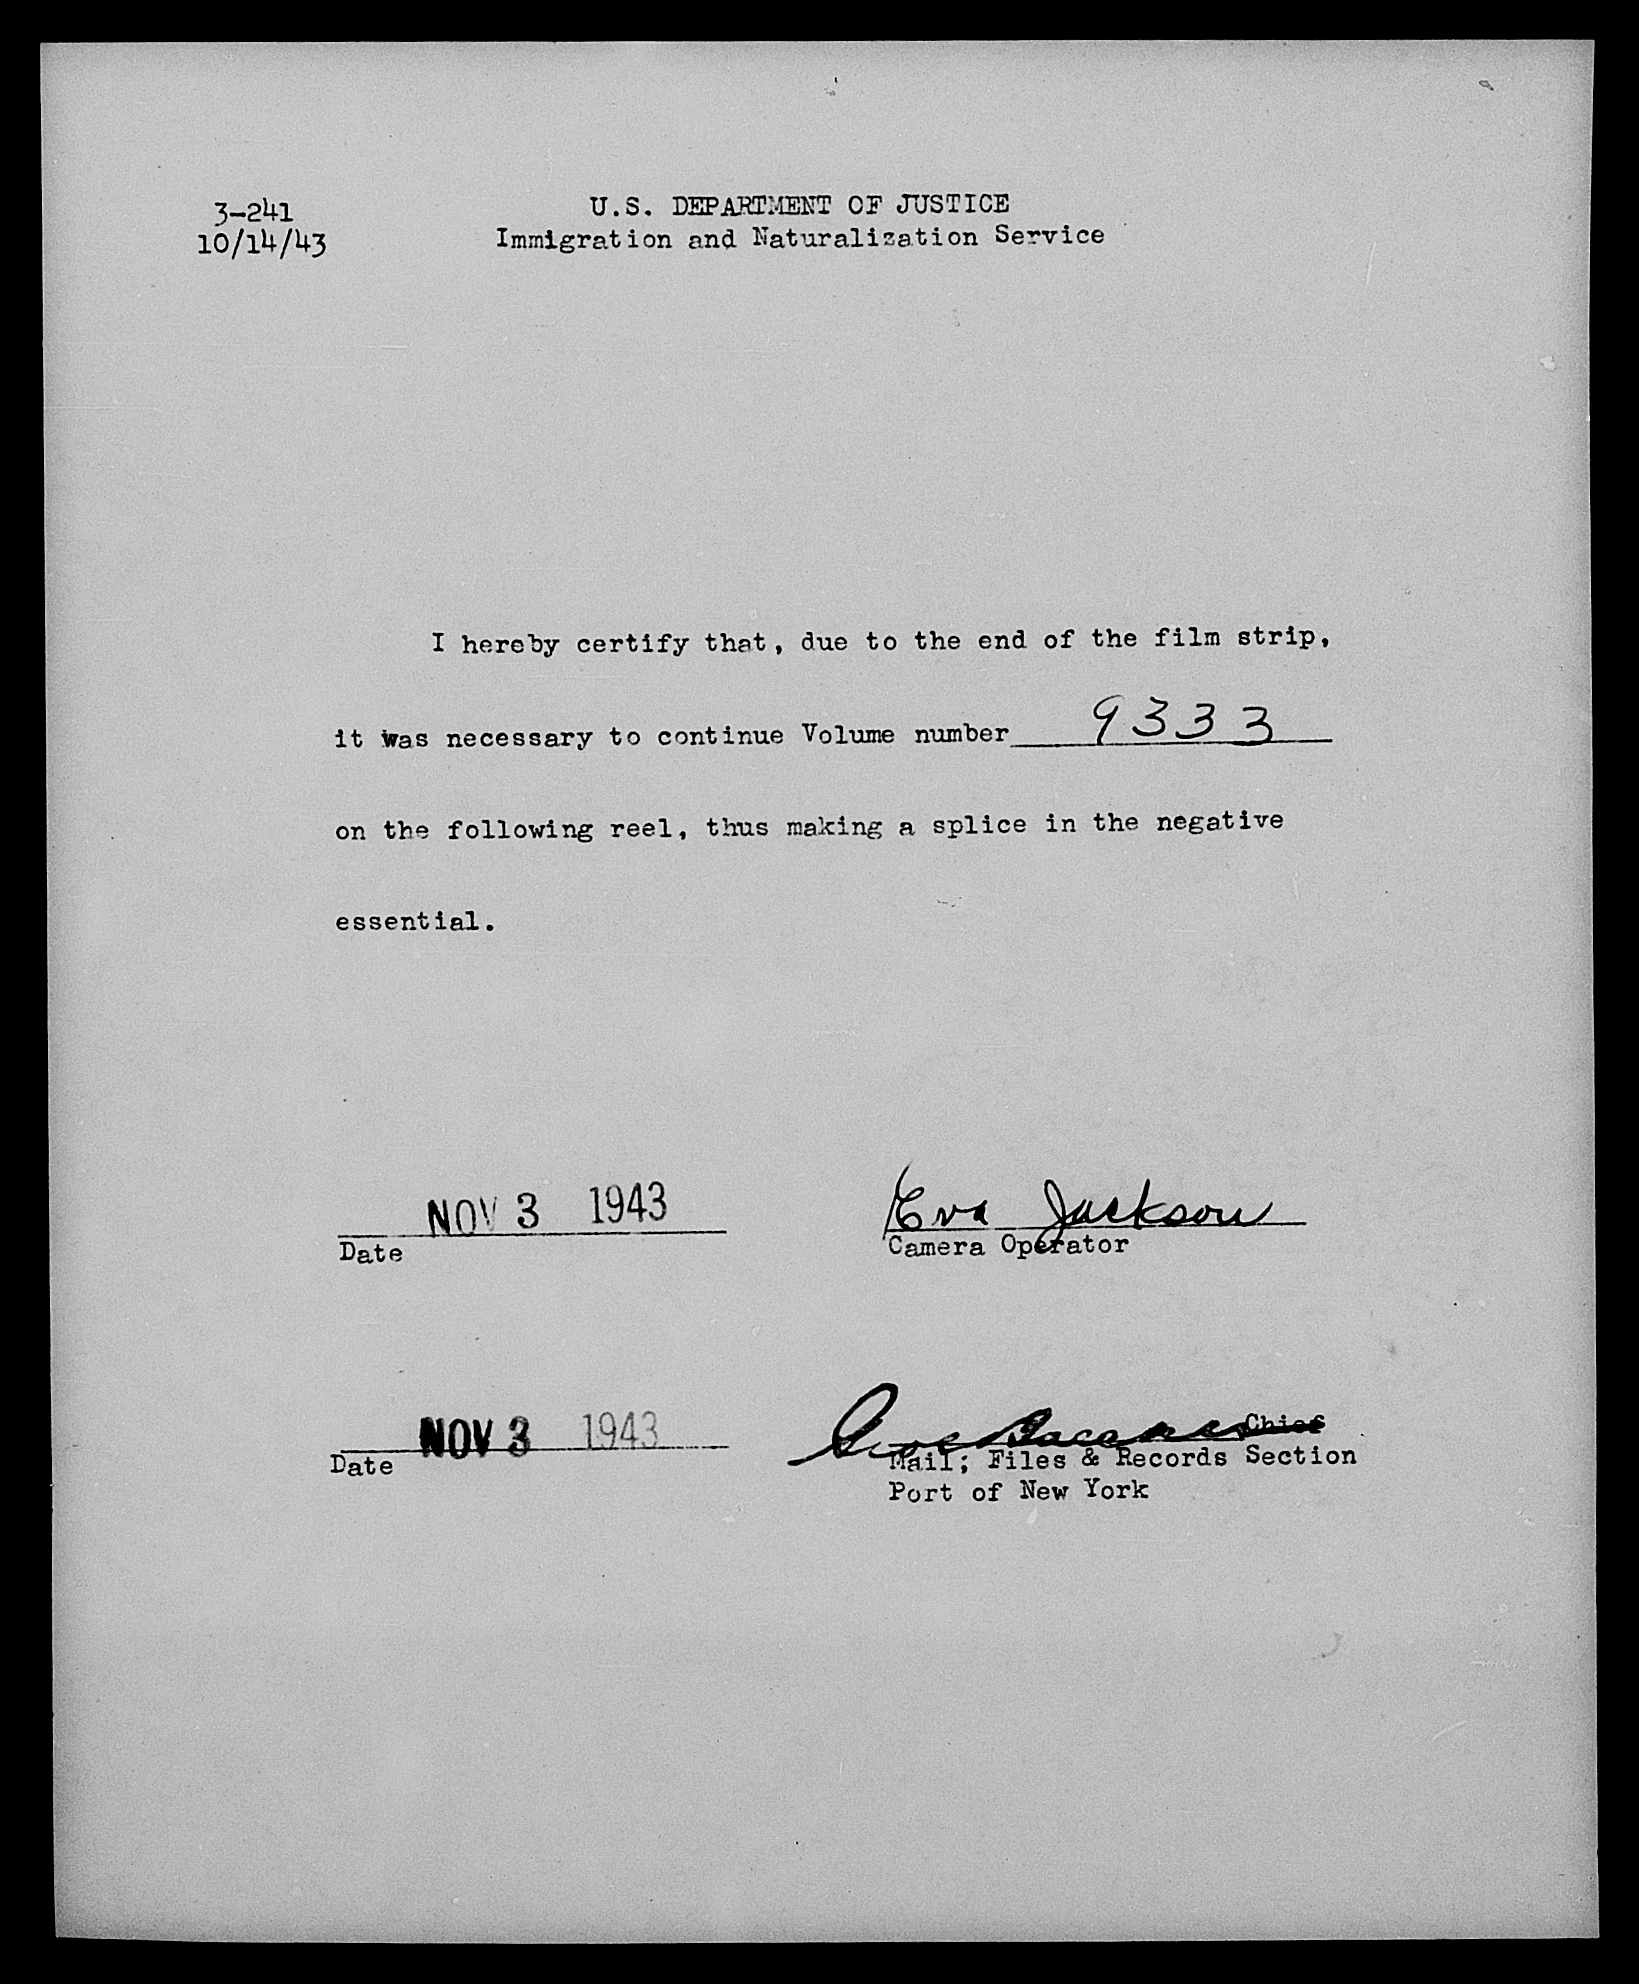 3-241
10/14/43
U.S. DEPARTMENT OF JUSTICE
Immigration and Naturalization Service
I hereby certify that, due to the end of the film strip,
it was necessary to continue Volume number 9333
on the following reel, thus making a splice in the negative
essential.
NOV 3 1943
Date
Eva Jackson
Camera Operator
NOV 3 1943
Date
Chief
Mail; Files & Records Section
Port of New York